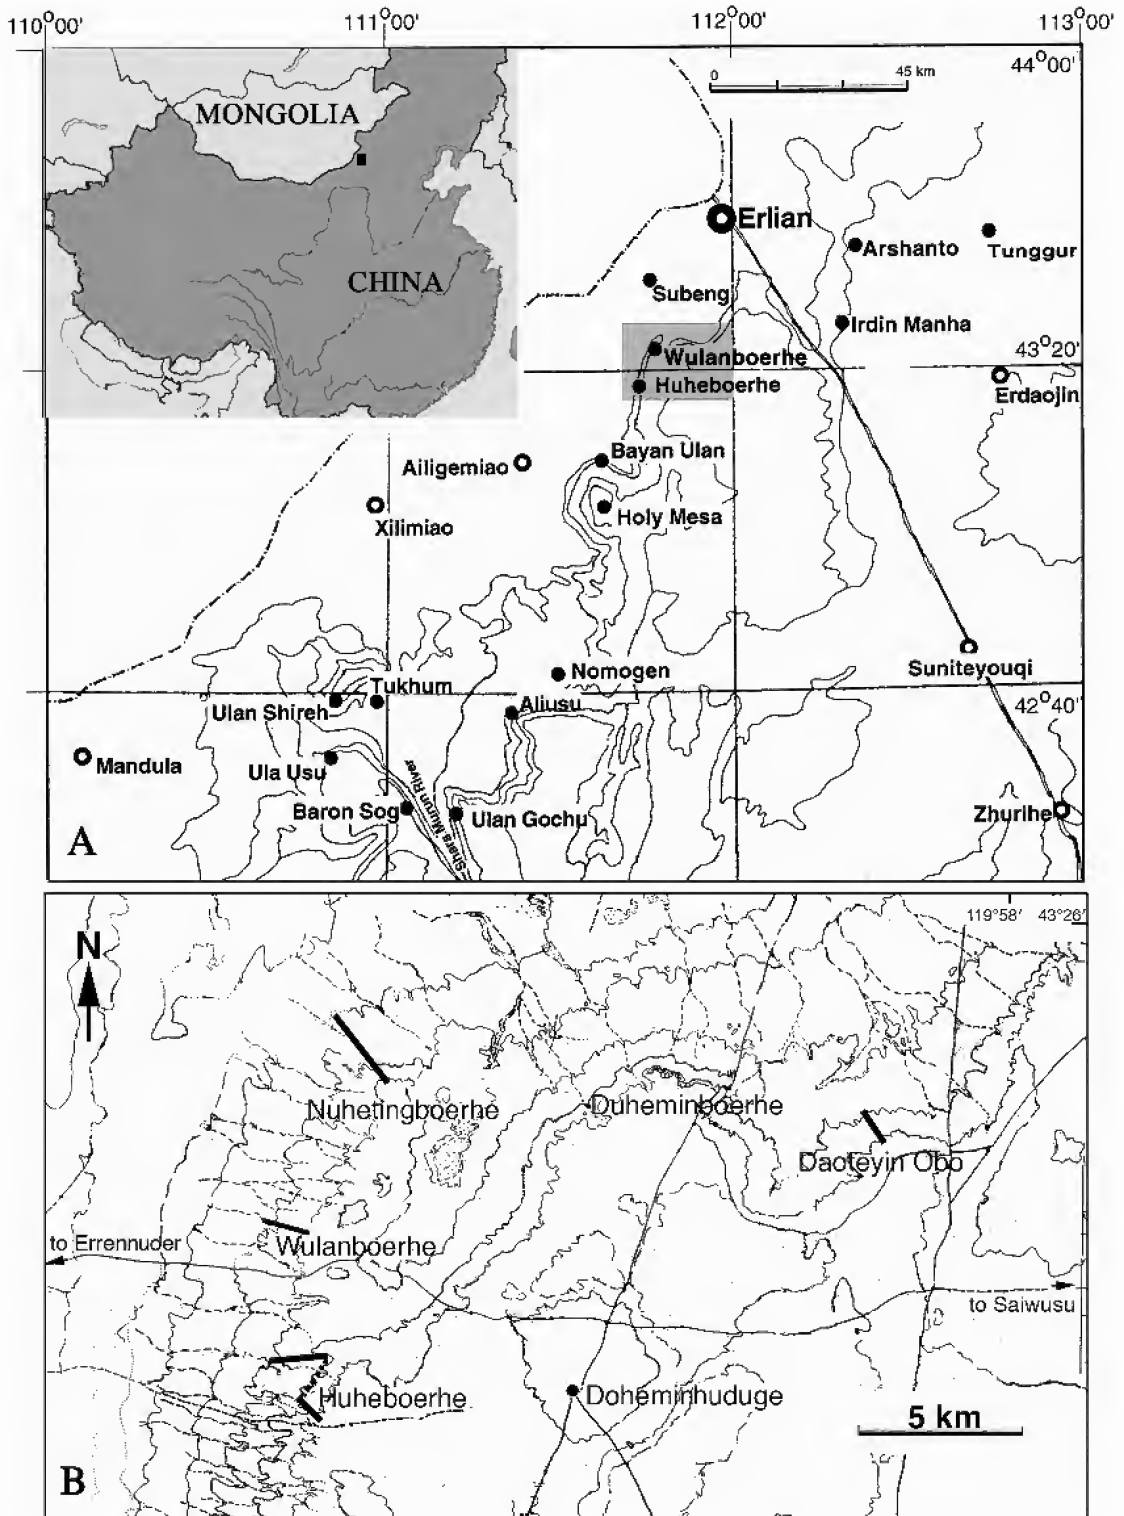 110°00'
111°00'
112°00'
113°00'
44°00'
0
45 km
MONGOLIA
CHINA
Erlian
Arshanto
Tunggur
Subeng
Irdin Manha
Wulanboerhe
43°20'
Huheboerhe
Erdaojin
Bayan Ulan
Ailigemiao
Holy Mesa
Xilimiao
Nomogen
Suniteyouqi
Tukhum
Ulan Shireh
Aliusu
42°40'
Mandula
Ula Usu
Shara Murun River
Baron Sog
Ulan Gochu
Zhurihe
A
119°58' 43°26'
N
Nuhetingboerhe
Duheminboerhe
Daoteyin Obo
to Errennuder
Wulanboerhe
to Saiwusu
Huheboerhe
Doheminhuduge
5 km
B